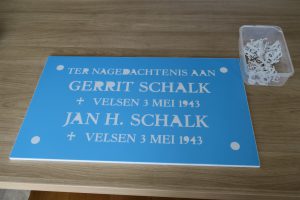 TER NAGEDACHTENIS AAN
GERRIT SCHALK
✝ VELSEN 3 MEI 1943
JAN H. SCHALK
✝ VELSEN 3 MEI 1943